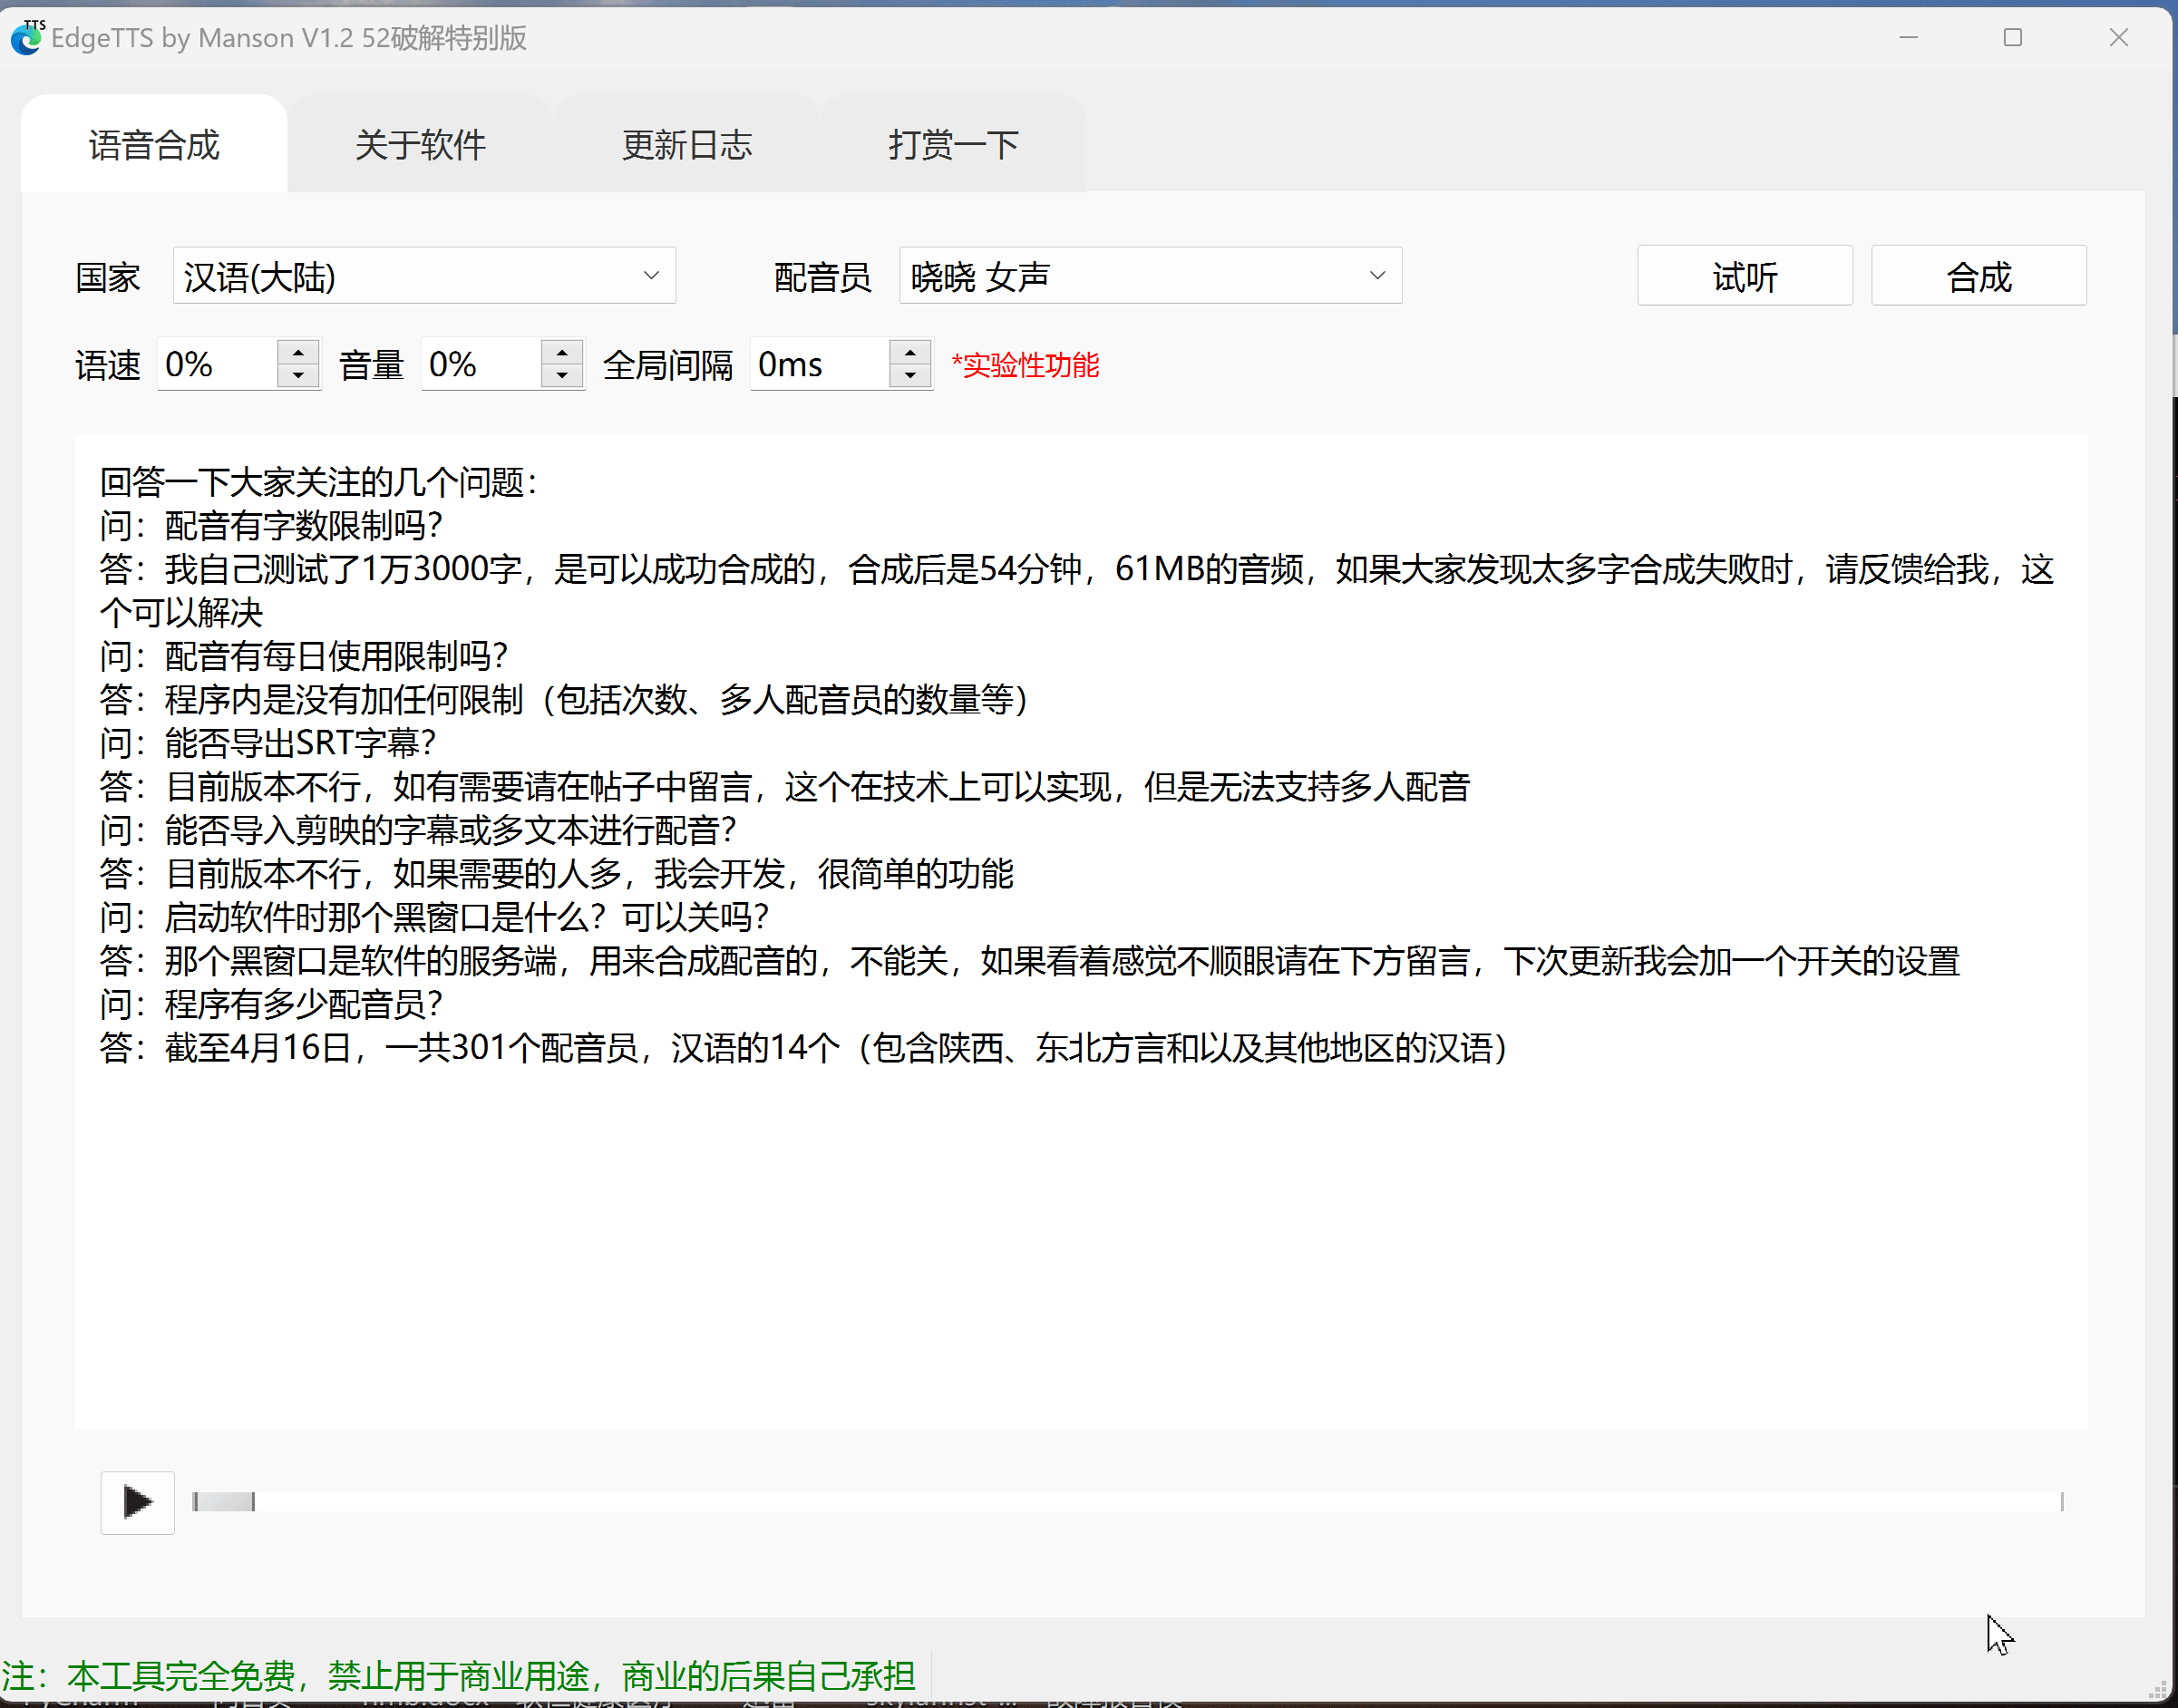 TTS
EdgeTTS by Manson V1.2 52破解特别版
语音合成 关于软件 更新日志 打赏一下
国家 汉语(大陆) 配音员 晓晓 女声 试听 合成
语速 0% 音量 0% 全局间隔 0ms *实验性功能
回答一下大家关注的几个问题：
问：配音有字数限制吗？
答：我自己测试了1万3000字，是可以成功合成的，合成后是54分钟，61MB的音频，如果大家发现太多字合成失败时，请反馈给我，这
个可以解决
问：配音有每日使用限制吗？
答：程序内是没有加任何限制（包括次数、多人配音员的数量等）
问：能否导出SRT字幕？
答：目前版本不行，如有需要请在帖子中留言，这个在技术上可以实现，但是无法支持多人配音
问：能否导入剪映的字幕或多文本进行配音？
答：目前版本不行，如果需要的人多，我会开发，很简单的功能
问：启动软件时那个黑窗口是什么？可以关吗？
答：那个黑窗口是软件的服务端，用来合成配音的，不能关，如果看着感觉不顺眼请在下方留言，下次更新我会加一个开关的设置
问：程序有多少配音员？
答：截至4月16日，一共301个配音员，汉语的14个（包含陕西、东北方言和以及其他地区的汉语）
注：本工具完全免费，禁止用于商业用途，商业的后果自己承担